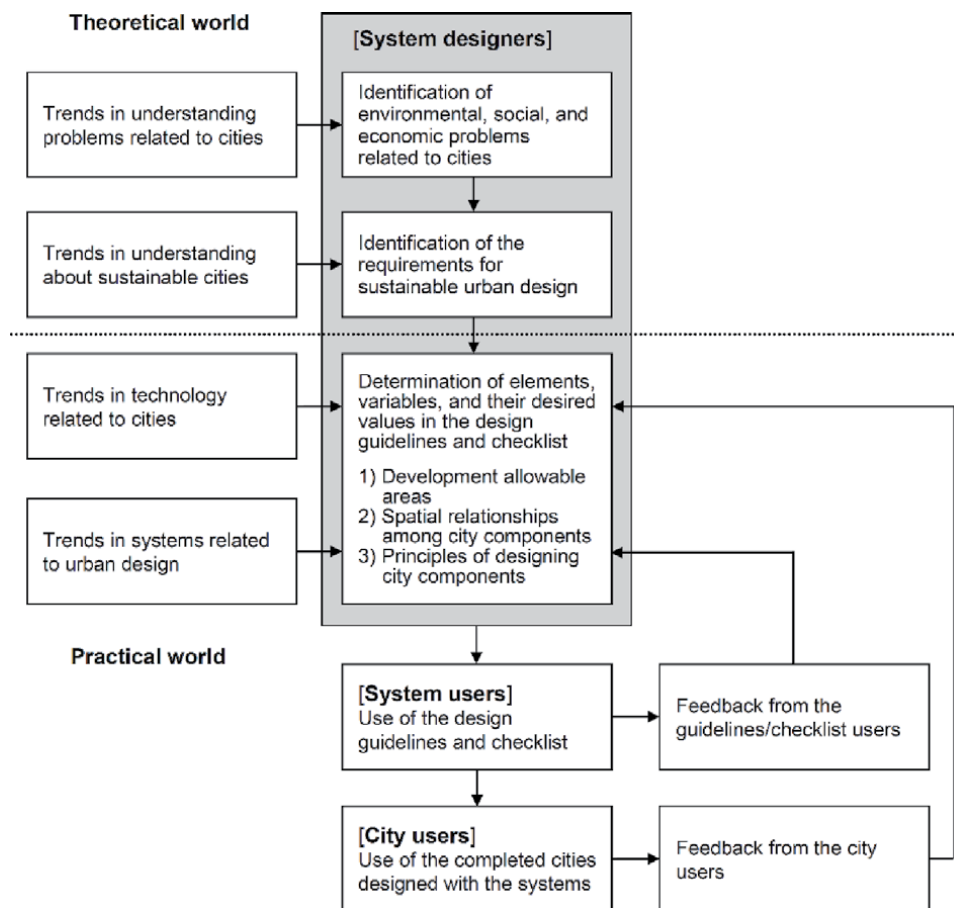 Theoretical world
[System designers]
Trends in understanding
problems related to cities
Identification of
environmental, social, and
economic problems
related to cities
Trends in understanding
about sustainable cities
Identification of the
requirements for
sustainable urban design
Trends in technology
related to cities
Determination of elements,
variables, and their desired
values in the design
guidelines and checklist
1) Development allowable
areas
2) Spatial relationships
among city components
3) Principles of designing
city components
Trends in systems related
to urban design
Practical world
[System users]
Use of the design
guidelines and checklist
Feedback from the
guidelines/checklist users
[City users]
Use of the completed cities
designed with the systems
Feedback from the city
users